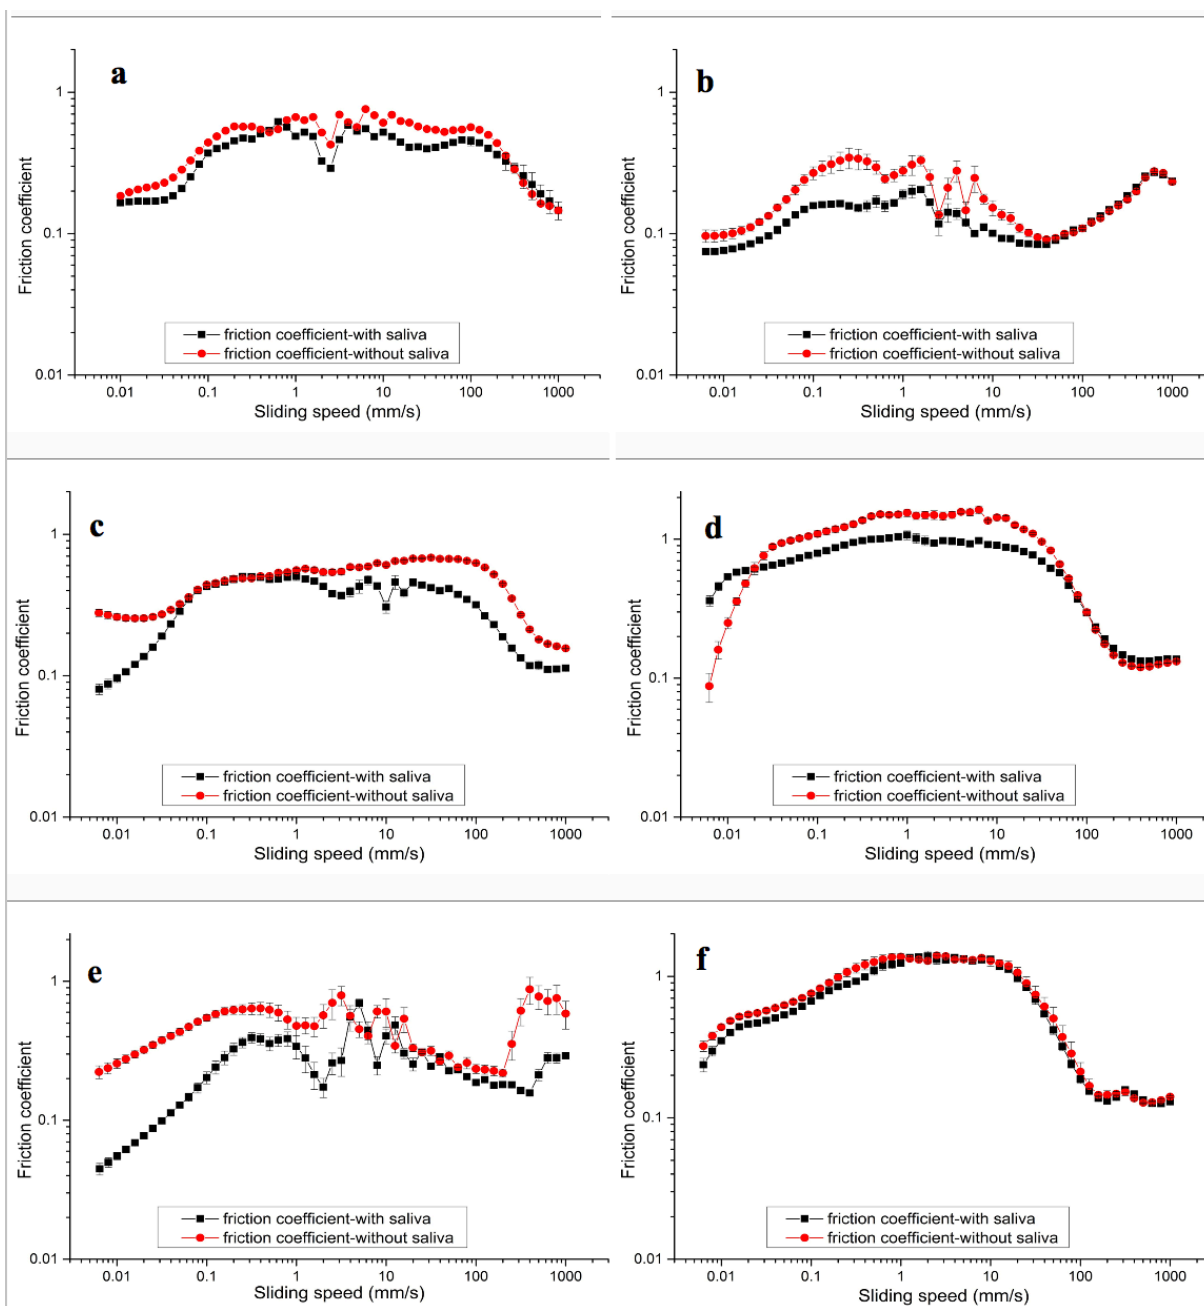 a
1
0.1
0.01
Friction coefficient
friction coefficient-with saliva
friction coefficient-without saliva
0.01 0.1 1 10 100 1000
Sliding speed (mm/s)
b
1
0.1
0.01
Friction coefficient
friction coefficient-with saliva
friction coefficient-without saliva
0.01 0.1 1 10 100 1000
Sliding speed (mm/s)
c
1
0.1
0.01
Friction coefficient
friction coefficient-with saliva
friction coefficient-without saliva
0.01 0.1 1 10 100 1000
Sliding speed (mm/s)
d
1
0.1
0.01
Friction coefficient
friction coefficient-with saliva
friction coefficient-without saliva
0.01 0.1 1 10 100 1000
Sliding speed (mm/s)
e
1
0.1
0.01
Friction coefficient
friction coefficient-with saliva
friction coefficient-without saliva
0.01 0.1 1 10 100 1000
Sliding speed (mm/s)
f
1
0.1
0.01
Friction coefficient
friction coefficient-with saliva
friction coefficient-without saliva
0.01 0.1 1 10 100 1000
Sliding speed (mm/s)